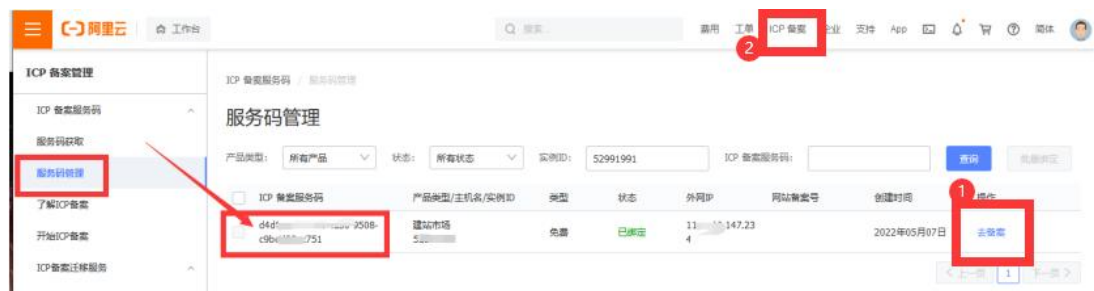 阿里云 工作台 搜索... 费用 工单 ICP 备案 企业 支持 App 简体
2
ICP 备案管理
ICP 备案服务码 / 服务码管理
ICP 备案服务码
服务码管理
服务码获取
产品类型: 所有产品 状态: 所有状态 实例ID: 52991991 ICP 备案服务码: 查询 批量绑定
服务码管理
1
ICP 备案服务码 产品类型/主机名/实例ID 类型 状态 外网IP 网站备案号 创建时间 操作
了解ICP备案
建站市场
免费 已绑定 147.23 2022年05月07日 去备案
751
4
开始ICP备案
ICP备案迁移服务
< 上一页 1 下一页 >